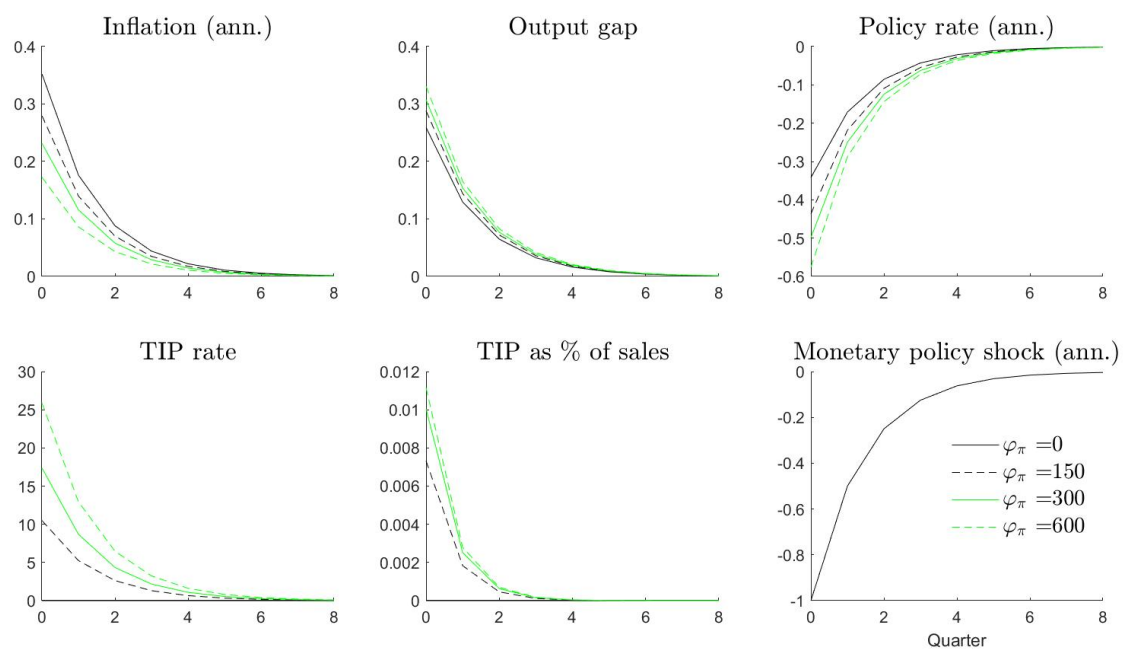 Inflation (ann.)
0.4
0.3
0.2
0.1
0
0 2 4 6 8
Output gap
0.4
0.3
0.2
0.1
0
0 2 4 6 8
Policy rate (ann.)
0
-0.1
-0.2
-0.3
-0.4
-0.5
-0.6
0 2 4 6 8
TIP rate
30
25
20
15
10
5
0
0 2 4 6 8
TIP as % of sales
0.012
0.01
0.008
0.006
0.004
0.002
0
0 2 4 6 8
Monetary policy shock (ann.)
0
-0.2
-0.4
-0.6
-0.8
-1
φπ =0
φπ =150
φπ =300
φπ =600
0 2 4 6 8
Quarter